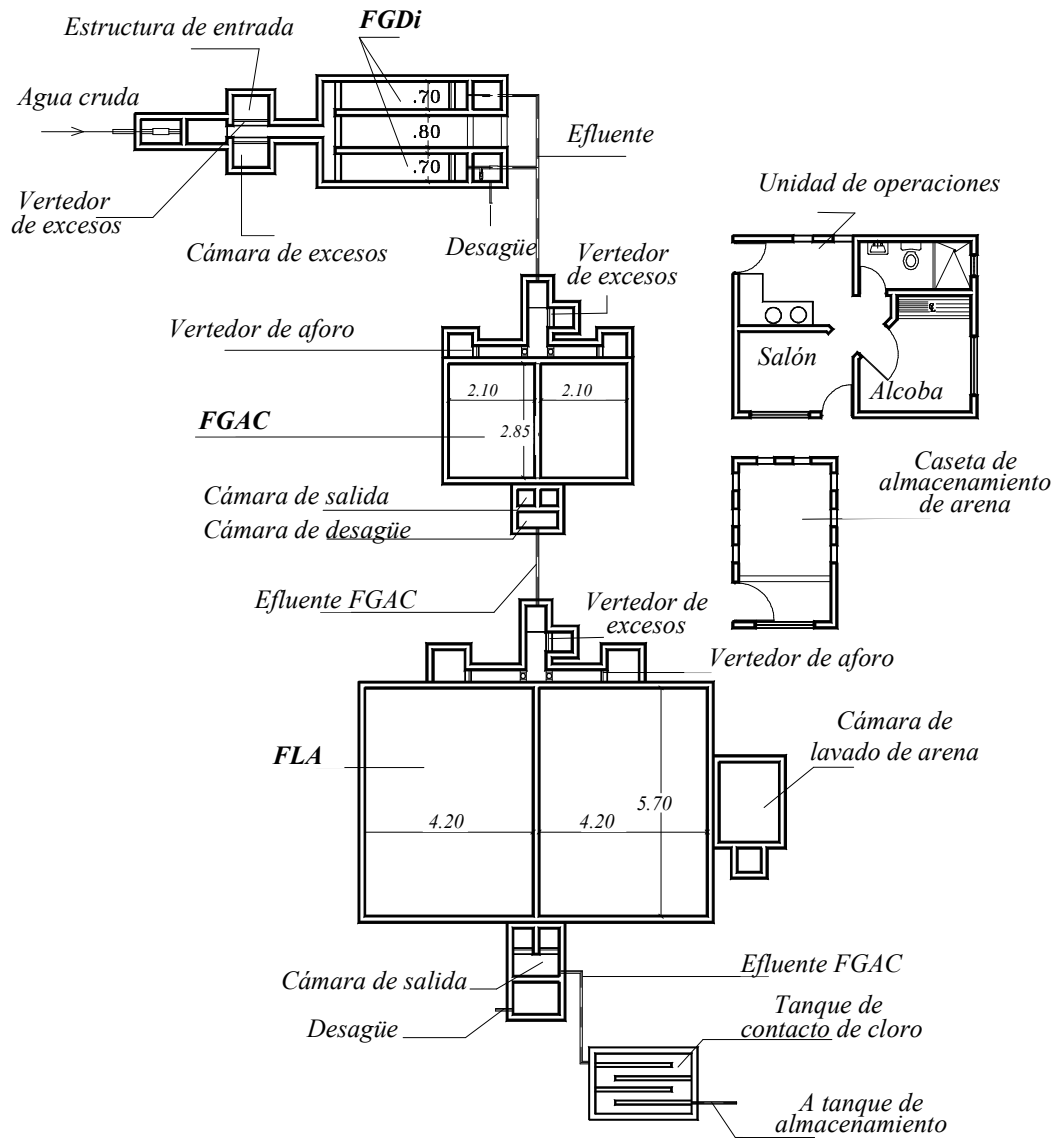 FGDi
Estructura de entrada
Agua cruda
.70
.80
.70
Efluente
Vertedor
de excesos
Cámara de excesos
Desagüe
Unidad de operaciones
Vertedor
de excesos
Vertedor de aforo
Salón
Alcoba
2.10
2.10
FGAC
2.85
Caseta de
almacenamiento
de arena
Cámara de salida
Cámara de desagüe
Efluente FGAC
Vertedor de
excesos
Vertedor de aforo
Cámara de
lavado de arena
FLA
5.70
4.20
4.20
Cámara de salida
Efluente FGAC
Desagüe
Tanque de
contacto de cloro
A tanque de
almacenamiento